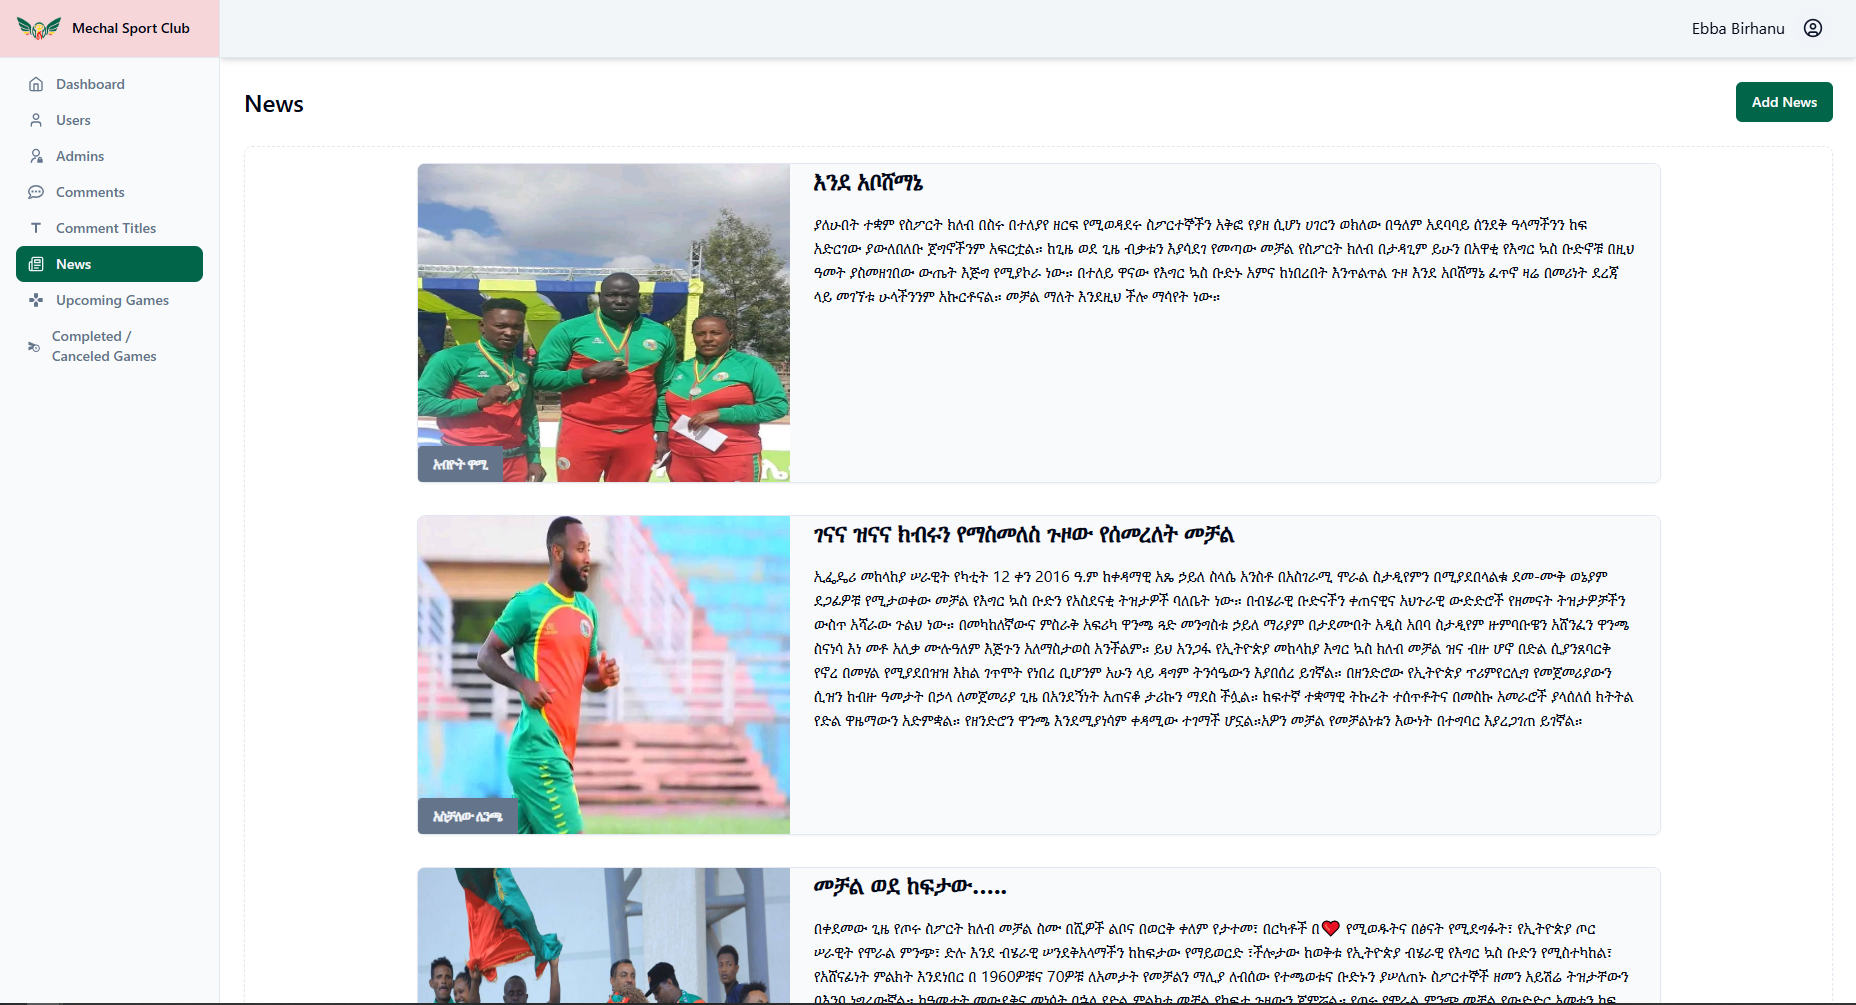 Mechal Sport Club
Ebba Birhanu
Dashboard
Users
Admins
Comments
Comment Titles
News
Upcoming Games
Completed /
Canceled Games
News
Add News
እንደ አቦሸማኔ
ያለሁበት ተቋም የስፖርት ክለብ በስሩ በተለያየ ዘርፍ የሚወዳደሩ ስፖርተኞችን አቅፎ የያዘ ሲሆነ ሀገርን ወክለው በዓለም አደባባይ ሰንደቅ ዓላማችንን ከፍ
አድርገው ያውለበለቡ ጀግኖችንም አፍርቷል። ከጊዜ ወደ ጊዜ ብቃቱን እያሳደገ የመጣው መቻል የስፖርት ክለብ በታዳጊም ይሁን በአዋቂ የእግር ኳስ ቡድኖቹ በዚህ
ዓመት ያስመዘገበው ውጤት እጅግ የሚያኮራ ነው። በተለይ ዋናው የእግር ኳስ ቡድኑ አምና ከነበረበት እንጥልጥል ጉዞ እንደ አቦሸማኔ ፈጥኖ ዛሬ በመሪነት ደረጃ
ላይ መገኘቱ ሁላችንንም አኩርቶናል። መቻል ማለት እንደዚህ ችሎ ማሳየት ነው።
አብዮት ዋሚ
ገናና ዝናና ክብሩን የማስመለስ ጉዞው የሰመረለት መቻል
ኢፌዴሪ መከላከያ ሠራዊት የካቲት 12 ቀን 2016 ዓ.ም ከቀዳማዊ አጼ ኃይለ ስላሴ አንስቶ በአስገራሚ ሞራል ስታዲየምን በሚያደበላልቁ ደመ-ሙቅ ወኔያም
ደጋፊዎቹ የሚታወቀው መቻል የእግር ኳስ ቡድን የአስደናቂ ትዝታዎች ባለቤት ነው። በብሄራዊ ቡድናችን ቀጠናዊና አህጉራዊ ውድድሮች የዘመናት ትዝታዎቻችን
ውስጥ አሻራው ጉልህ ነው። በመካከለኛውና ምስራቅ አፍሪካ ዋንጫ ጓድ መንግስቱ ኃይለ ማሪያም በታደሙበት አዲስ አበባ ስታዲየም ዙምባቡዌን አሸንፈን ዋንጫ
ስናነሳ እነ መቶ አለቃ ሙሉዓለም እጅጉን አለማስታወስ አንችልም። ይህ አንጋፋ የኢትዮጵያ መከላከያ እግር ኳስ ክለብ መቻል ዝና ብዙ ሆኖ በድል ሲያንጸባርቅ
የኖረ በመሃል የሚያደበዝዝ እክል ገጥሞት የነበረ ቢሆንም አሁን ላይ ዳግም ትንሳዔውን እያበሰረ ይገኛል። በዘንድሮው የኢትዮጵያ ፕሪምየርሊግ የመጀመሪያውን
ሲዝን ከብዙ ዓመታት በኃላ ለመጀመሪያ ጊዜ በአንደኝነት አጠናቆ ታሪኩን ማደስ ችሏል። ከፍተኛ ተቋማዊ ትኩረት ተሰጥቶትና በመስኩ አመራሮች ያላሰለሰ ክትትል
የድል ዋዜማውን አድምቋል። የዘንድሮን ዋንጫ እንደሚያነሳም ቀዳሚው ተገማች ሆኗል።አዎን መቻል የመቻልነቱን እውነት በተግባር እያረጋገጠ ይገኛል።
አስቻለው ሌንጫ
መቻል ወደ ከፍታው.....
በቀደመው ጊዜ የጦሩ ስፖርት ክለብ መቻል ስሙ በሺዎች ልቦና በወርቅ ቀለም የታተመ፣ በርካቶች በ❤️ የሚወዱትና በፅናት የሚደግፉት፣ የኢትዮጵያ ጦር
ሠራዊት የሞራል ምንጭ፣ ድሉ እንደ ብሄራዊ ሠንደቅአላማችን ከከፍታው የማይወርድ ፣ችሎታው ከወቅቱ የኢትዮጵያ ብሄራዊ የእግር ኳስ ቡድን የሚስተካከል፣
የአሸናፊነት ምልክት እንደነበር በ 1960ዎቹና 70ዎቹ ለአመታት የመቻልን ማሊያ ለብሰው የተጫወቱና ቡድኑን ያሠለጠኑ ስፖርተኞች ዘመን አይሽሬ ትዝታቸውን